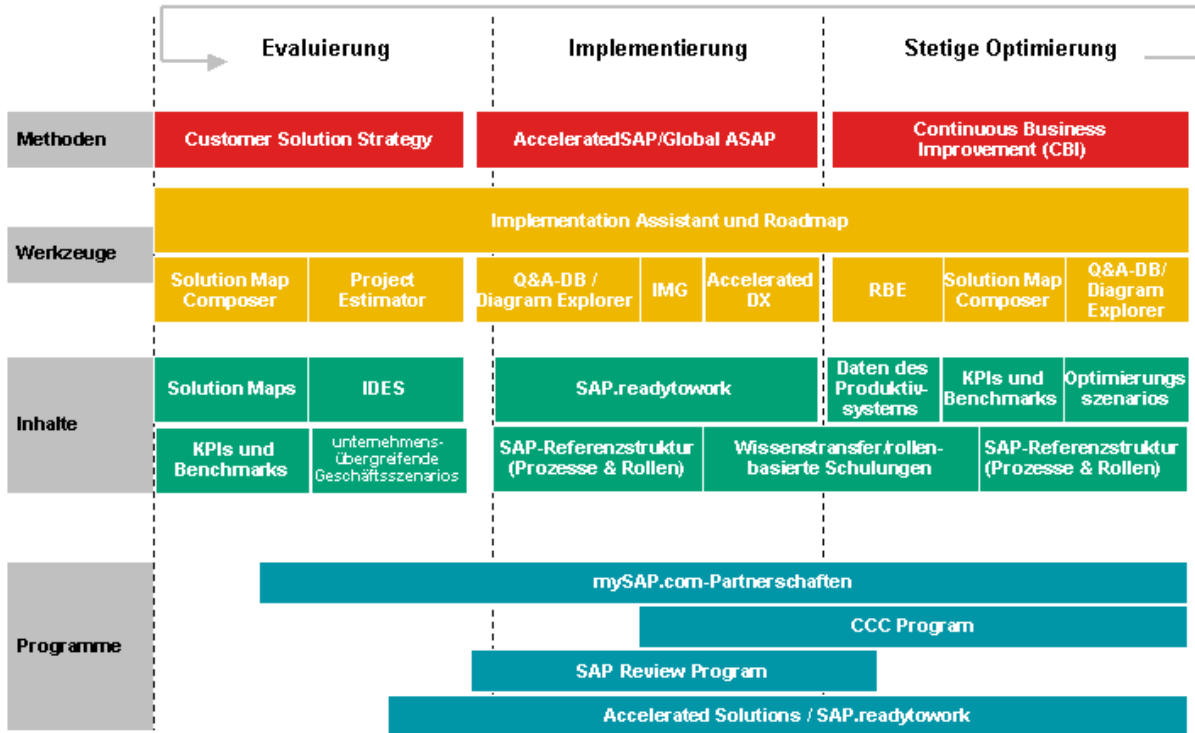 Evaluierung
Implementierung
Stetige Optimierung
Methoden
Customer Solution Strategy
AcceleratedSAP/Global ASAP
Continuous Business
Improvement (CBI)
Werkzeuge
Implementation Assistant und Roadmap
Solution Map
Composer
Project
Estimator
Q&A-DB /
Diagram Explorer
IMG
Accelerated
DX
RBE
Solution Map
Composer
Q&A-DB/
Diagram
Explorer
Inhalte
Solution Maps
IDES
SAP.readytowork
Daten des
Produktiv-
systems
KPIs und
Benchmarks
Optimierungs
szenarios
KPIs und
Benchmarks
unternehmens-
übergreifende
Geschäftsszenarios
SAP-Referenzstruktur
(Prozesse & Rollen)
Wissenstransfer/rollen-
basierte Schulungen
SAP-Referenzstruktur
(Prozesse & Rollen)
Programme
mySAP.com-Partnerschaften
CCC Program
SAP Review Program
Accelerated Solutions / SAP.readytowork